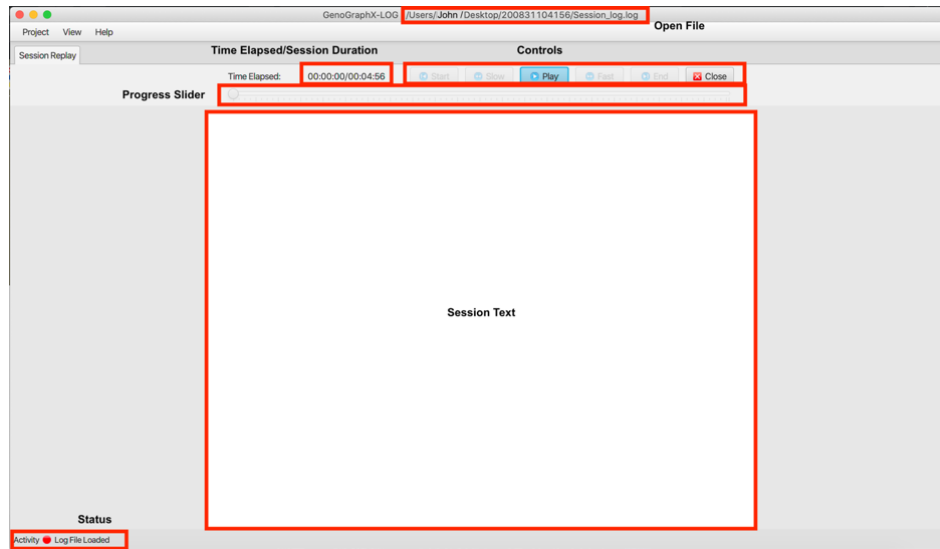 GenoGraphX-LOG /Users/John /Desktop/200831104156/Session_log.log
Open File
Project View Help
Time Elapsed/Session Duration Controls
Session Replay
Time Elapsed: 00:00:00/00:04:56 Start Slow Play Fast End Close
Progress Slider
Session Text
Status
Activity Log File Loaded